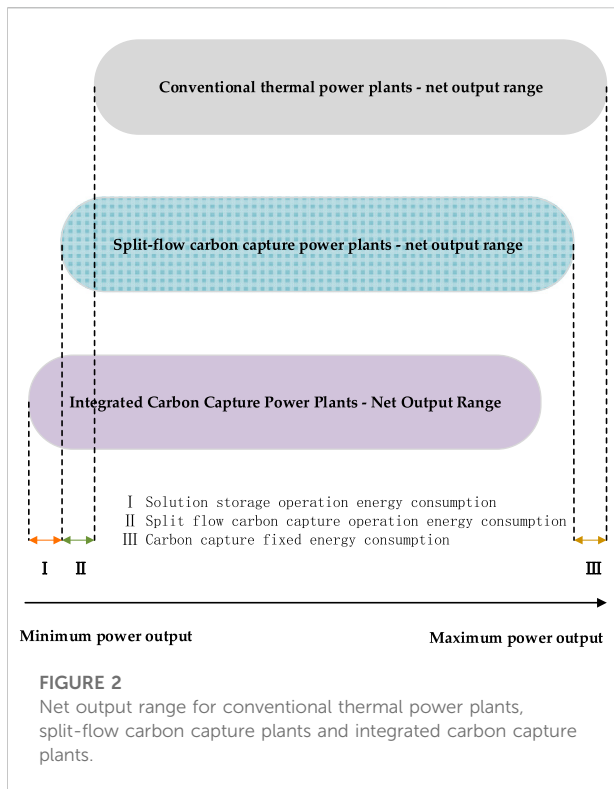 Conventional thermal power plants - net output range
Split-flow carbon capture power plants - net output range
Integrated Carbon Capture Power Plants - Net Output Range
Ⅰ Solution storage operation energy consumption
Ⅱ Split flow carbon capture operation energy consumption
Ⅲ Carbon capture fixed energy consumption
Ⅰ Ⅱ Ⅲ
Minimum power output Maximum power output
FIGURE 2
Net output range for conventional thermal power plants,
split-flow carbon capture plants and integrated carbon capture
plants.